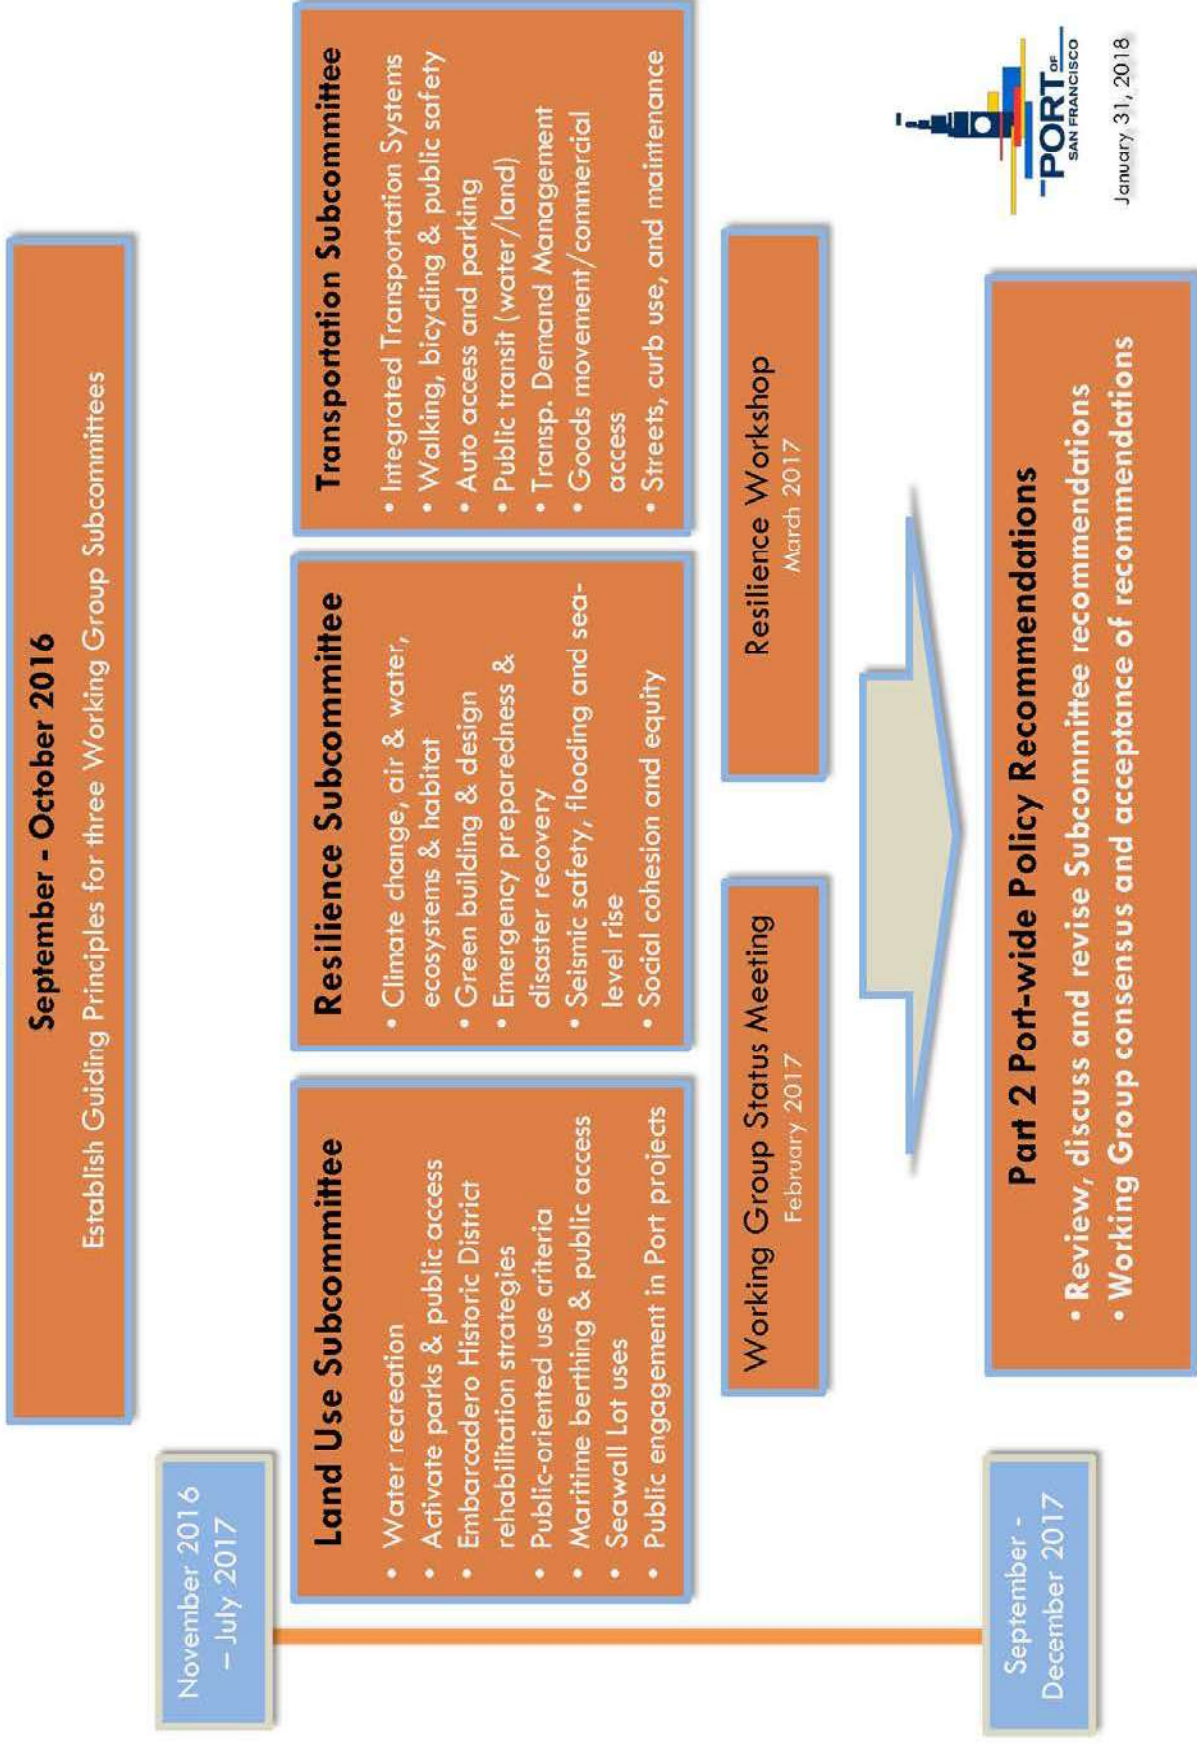 September - October 2016
Establish Guiding Principles for three Working Group Subcommittees
November 2016
– July 2017
Land Use Subcommittee
• Water recreation
• Activate parks & public access
• Embarcadero Historic District
rehabilitation strategies
• Public-oriented use criteria
• Maritime berthing & public access
• Seawall Lot uses
• Public engagement in Port projects
Resilience Subcommittee
• Climate change, air & water,
ecosystems & habitat
• Green building & design
• Emergency preparedness &
disaster recovery
• Seismic safety, flooding and sea-
level rise
• Social cohesion and equity
Transportation Subcommittee
• Integrated Transportation Systems
• Walking, bicycling & public safety
• Auto access and parking
• Public transit (water/land)
• Transp. Demand Management
• Goods movement/commercial
access
• Streets, curb use, and maintenance
Working Group Status Meeting
February 2017
Resilience Workshop
March 2017
September -
December 2017
Part 2 Port-wide Policy Recommendations
• Review, discuss and revise Subcommittee recommendations
• Working Group consensus and acceptance of recommendations
PORT OF
SAN FRANCISCO
January 31, 2018